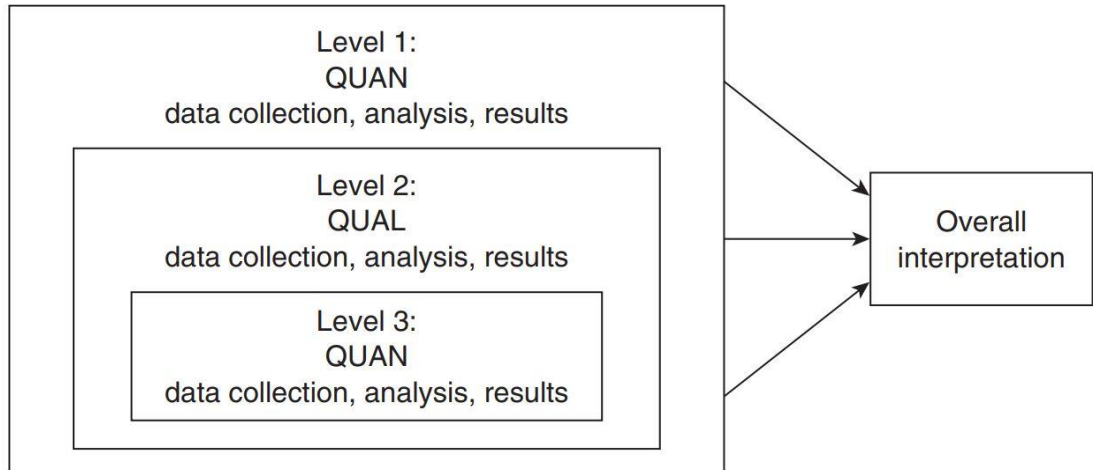 Level 1:
QUAN
data collection, analysis, results
Level 2:
QUAL
data collection, analysis, results
Level 3:
QUAN
data collection, analysis, results
Overall
interpretation